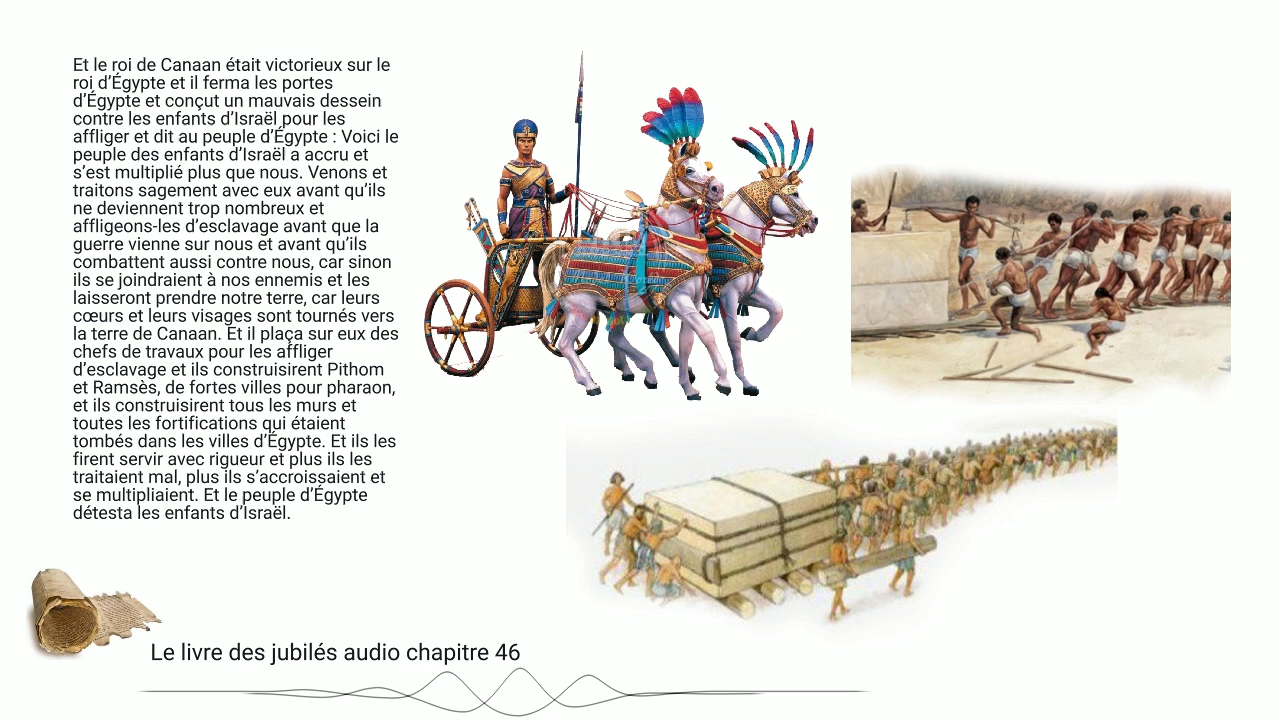 Et le roi de Canaan était victorieux sur le
roi d’Égypte et il ferma les portes
d’Égypte et conçut un mauvais dessein
contre les enfants d’Israël pour les
affliger et dit au peuple d’Égypte : Voici le
peuple des enfants d’Israël a accru et
s'est multiplié plus que nous. Venons et
traitons sagement avec eux avant qu’ils
ne deviennent trop nombreux et
affligeons-les d’esclavage avant que la
guerre vienne sur nous et avant qu’ils
combattent aussi contre nous, car sinon
ils se joindraient à nos ennemis et les
laisseront prendre notre terre, car leurs
cœurs et leurs visages sont tournés vers
la terre de Canaan. Et il plaça sur eux des
chefs de travaux pour les affliger
d’esclavage et ils construisirent Pithom
et Ramsès, de fortes villes pour pharaon,
et ils construisirent tous les murs et
toutes les fortifications qui étaient
tombés dans les villes d’Égypte. Et ils les
firent servir avec rigueur et plus ils les
traitaient mal, plus ils s’accroissaient et
se multipliaient. Et le peuple d’Égypte
détesta les enfants d’Israël.
Le livre des jubilés audio chapitre 46